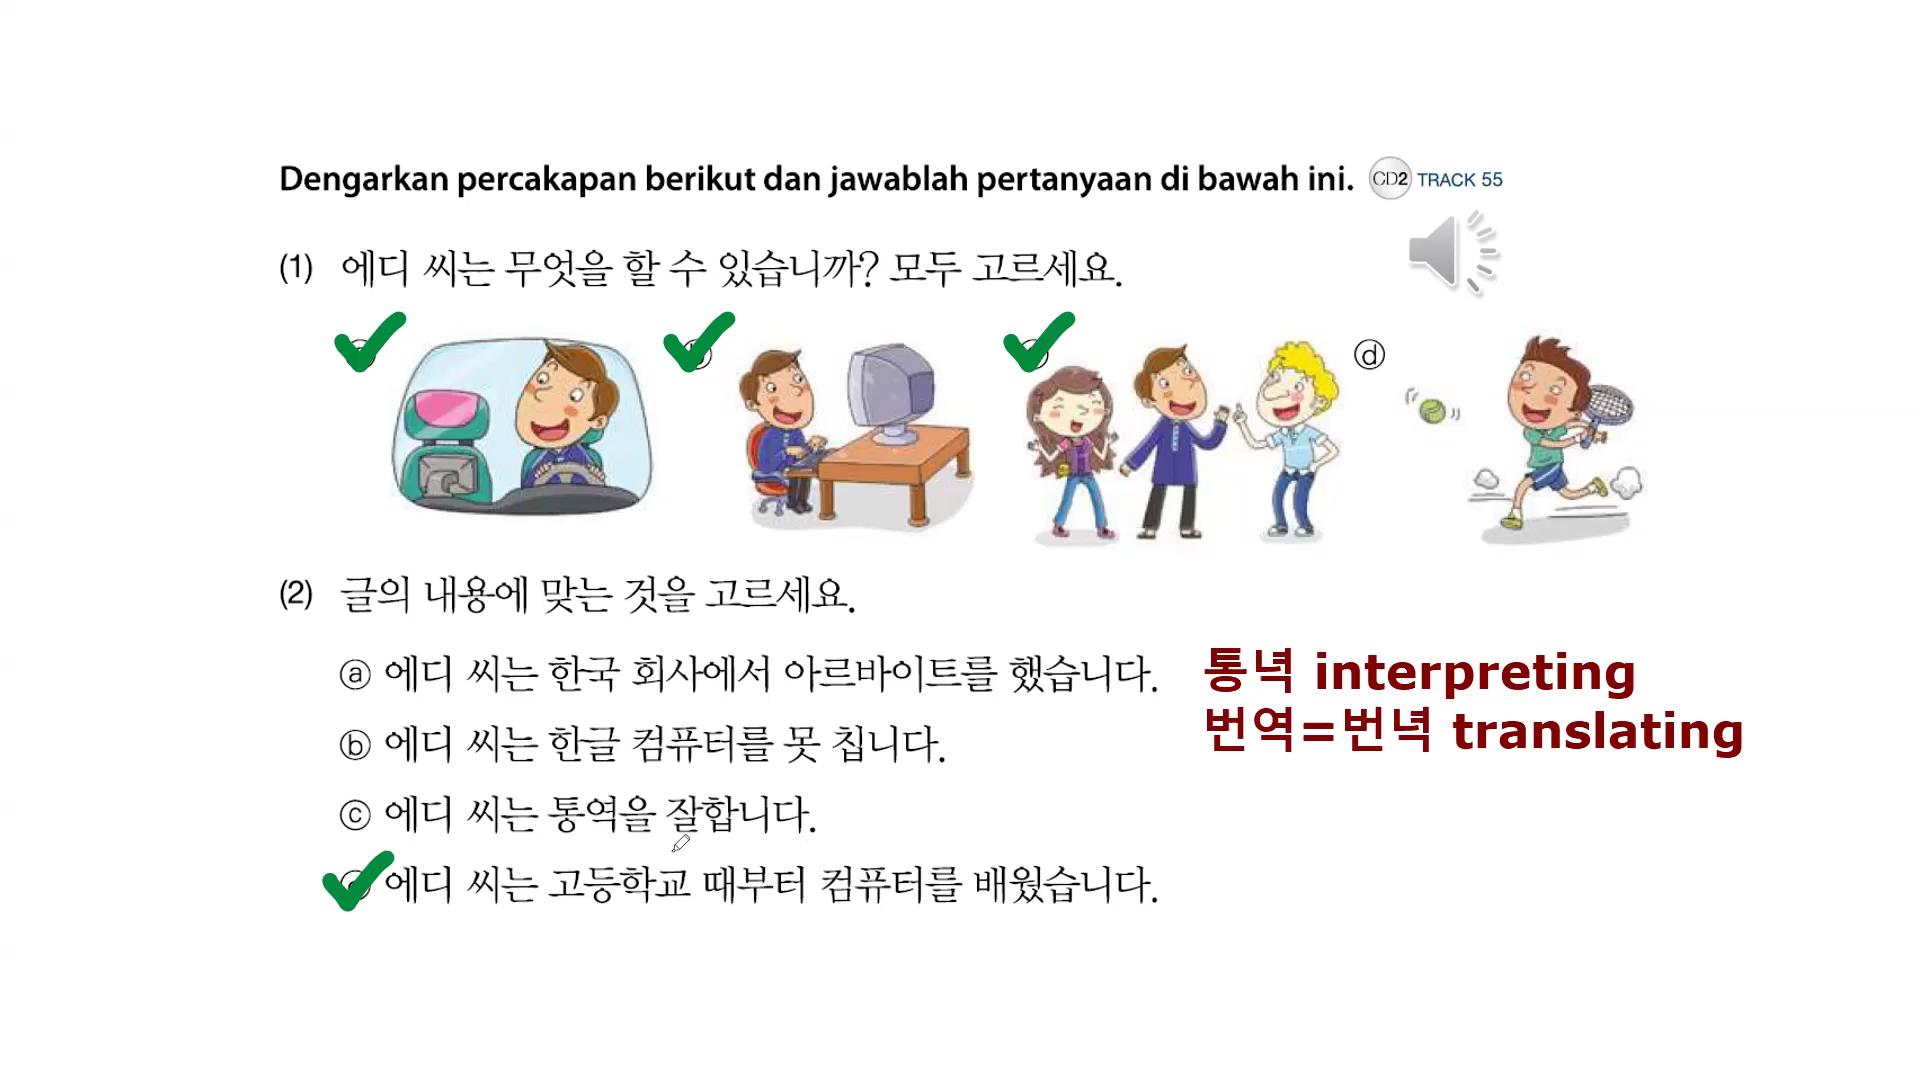 Dengarkan percakapan berikut dan jawablah pertanyaan di bawah ini. CD2 TRACK 55
(1) 에디 씨는 무엇을 할 수 있습니까? 모두 고르세요.
ⓓ
(2) 글의 내용에 맞는 것을 고르세요.
ⓐ 에디 씨는 한국 회사에서 아르바이트를 했습니다.
ⓑ 에디 씨는 한글 컴퓨터를 못 칩니다.
ⓒ 에디 씨는 통역을 잘합니다.
에디 씨는 고등학교 때부터 컴퓨터를 배웠습니다.
통녁 interpreting
번역=번녁 translating